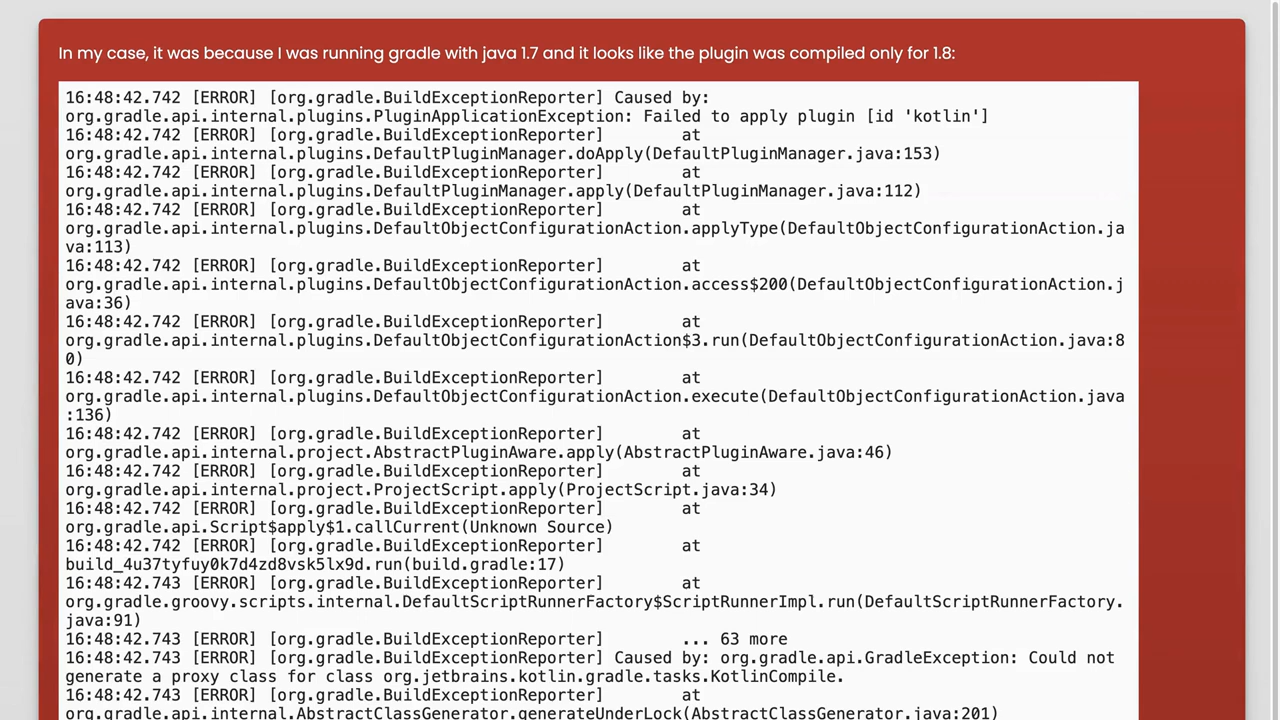 In my case, it was because I was running gradle with java 1.7 and it looks like the plugin was compiled only for 1.8:
16:48:42.742 [ERROR] [org.gradle.BuildExceptionReporter] Caused by:
org.gradle.api.internal.plugins.PluginApplicationException: Failed to apply plugin [id 'kotlin']
16:48:42.742 [ERROR] [org.gradle.BuildExceptionReporter]        at
org.gradle.api.internal.plugins.DefaultPluginManager.doApply(DefaultPluginManager.java:153)
16:48:42.742 [ERROR] [org.gradle.BuildExceptionReporter]        at
org.gradle.api.internal.plugins.DefaultPluginManager.apply(DefaultPluginManager.java:112)
16:48:42.742 [ERROR] [org.gradle.BuildExceptionReporter]        at
org.gradle.api.internal.plugins.DefaultObjectConfigurationAction.applyType(DefaultObjectConfigurationAction.ja
va:113)
16:48:42.742 [ERROR] [org.gradle.BuildExceptionReporter]        at
org.gradle.api.internal.plugins.DefaultObjectConfigurationAction.access$200(DefaultObjectConfigurationAction.j
ava:36)
16:48:42.742 [ERROR] [org.gradle.BuildExceptionReporter]        at
org.gradle.api.internal.plugins.DefaultObjectConfigurationAction$3.run(DefaultObjectConfigurationAction.java:8
0)
16:48:42.742 [ERROR] [org.gradle.BuildExceptionReporter]        at
org.gradle.api.internal.plugins.DefaultObjectConfigurationAction.execute(DefaultObjectConfigurationAction.java
:136)
16:48:42.742 [ERROR] [org.gradle.BuildExceptionReporter]        at
org.gradle.api.internal.project.AbstractPluginAware.apply(AbstractPluginAware.java:46)
16:48:42.742 [ERROR] [org.gradle.BuildExceptionReporter]        at
org.gradle.api.internal.project.ProjectScript.apply(ProjectScript.java:34)
16:48:42.742 [ERROR] [org.gradle.BuildExceptionReporter]        at
org.gradle.api.Script$apply$1.callCurrent(Unknown Source)
16:48:42.742 [ERROR] [org.gradle.BuildExceptionReporter]        at
build_4u37tyfuy0k7d4zd8vsk5lx9d.run(build.gradle:17)
16:48:42.743 [ERROR] [org.gradle.BuildExceptionReporter]        at
org.gradle.groovy.scripts.internal.DefaultScriptRunnerFactory$ScriptRunnerImpl.run(DefaultScriptRunnerFactory.
java:91)
16:48:42.743 [ERROR] [org.gradle.BuildExceptionReporter]        ... 63 more
16:48:42.743 [ERROR] [org.gradle.BuildExceptionReporter] Caused by: org.gradle.api.GradleException: Could not
generate a proxy class for class org.jetbrains.kotlin.gradle.tasks.KotlinCompile.
16:48:42.743 [ERROR] [org.gradle.BuildExceptionReporter]        at
org.gradle.api.internal.AbstractClassGenerator.generateUnderLock(AbstractClassGenerator.java:201)